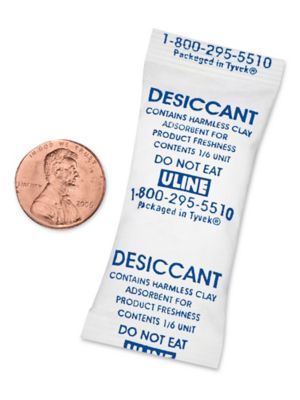 IN GOD WE TRUST
LIBERTY
2006
1-800-295-5510
Packaged in Tyvek®
DESICCANT
CONTAINS HARMLESS CLAY
ADSORBENT FOR
PRODUCT FRESHNESS
CONTENTS 1/6 UNIT
DO NOT EAT
ULINE
1-800-295-5510
Packaged in Tyvek®
DESICCANT
CONTAINS HARMLESS CLAY
ADSORBENT FOR
PRODUCT FRESHNESS
CONTENTS 1/6 UNIT
DO NOT EAT
ULINE